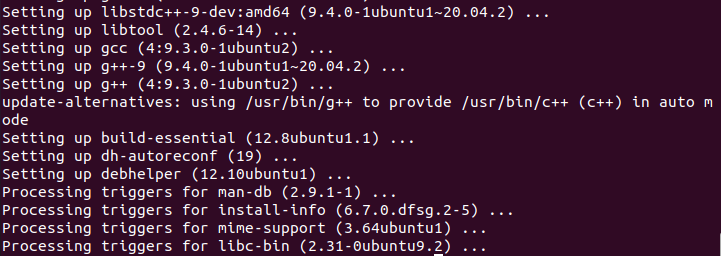 Setting up libstdc++-9-dev:amd64 (9.4.0-1ubuntu1~20.04.2) ...
Setting up libtool (2.4.6-14) ...
Setting up gcc (4:9.3.0-1ubuntu2) ...
Setting up g++-9 (9.4.0-1ubuntu1~20.04.2) ...
Setting up g++ (4:9.3.0-1ubuntu2) ...
update-alternatives: using /usr/bin/g++ to provide /usr/bin/c++ (c++) in auto m
ode
Setting up build-essential (12.8ubuntu1.1) ...
Setting up dh-autoreconf (19) ...
Setting up debhelper (12.10ubuntu1) ...
Processing triggers for man-db (2.9.1-1) ...
Processing triggers for install-info (6.7.0.dfsg.2-5) ...
Processing triggers for mime-support (3.64ubuntu1) ...
Processing triggers for libc-bin (2.31-0ubuntu9.2) ...